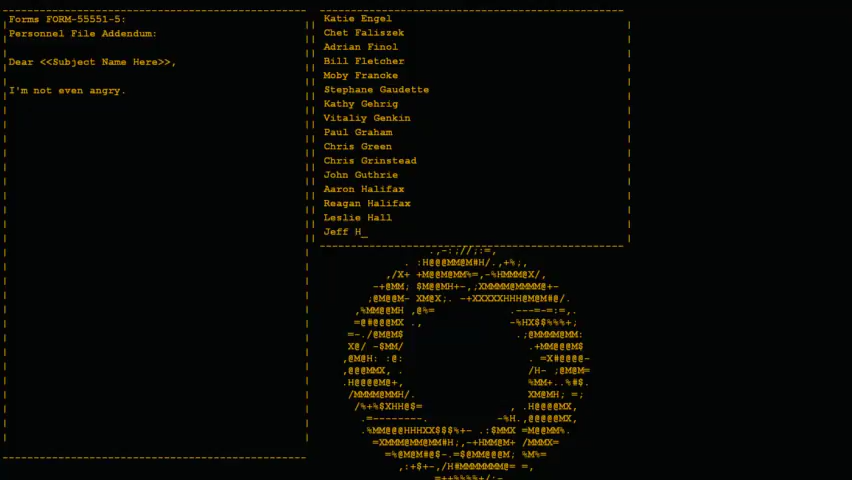 Forms FORM-55551-5:
Personnel File Addendum:
Dear <<Subject Name Here>>,
I'm not even angry.
Katie Engel
Chet Faliszek
Adrian Finol
Bill Fletcher
Moby Francke
Stephane Gaudette
Kathy Gehrig
Vitaliy Genkin
Paul Graham
Chris Green
Chris Grinstead
John Guthrie
Aaron Halifax
Reagan Halifax
Leslie Hall
Jeff H_